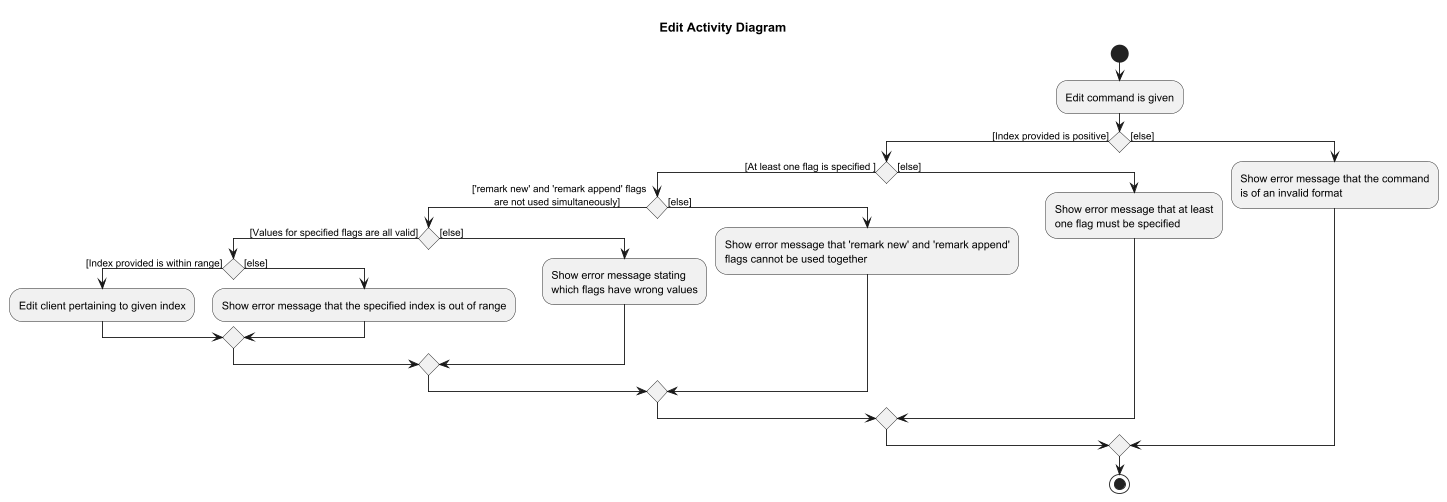 Edit Activity Diagram
Edit command is given
[Index provided is positive]
[else]
[At least one flag is specified ]
[else]
Show error message that the command
is of an invalid format
['remark new' and 'remark append' flags
are not used simultaneously]
[else]
Show error message that at least
one flag must be specified
[Values for specified flags are all valid]
[else]
Show error message that 'remark new' and 'remark append'
flags cannot be used together
[Index provided is within range]
[else]
Show error message stating
which flags have wrong values
Edit client pertaining to given index
Show error message that the specified index is out of range